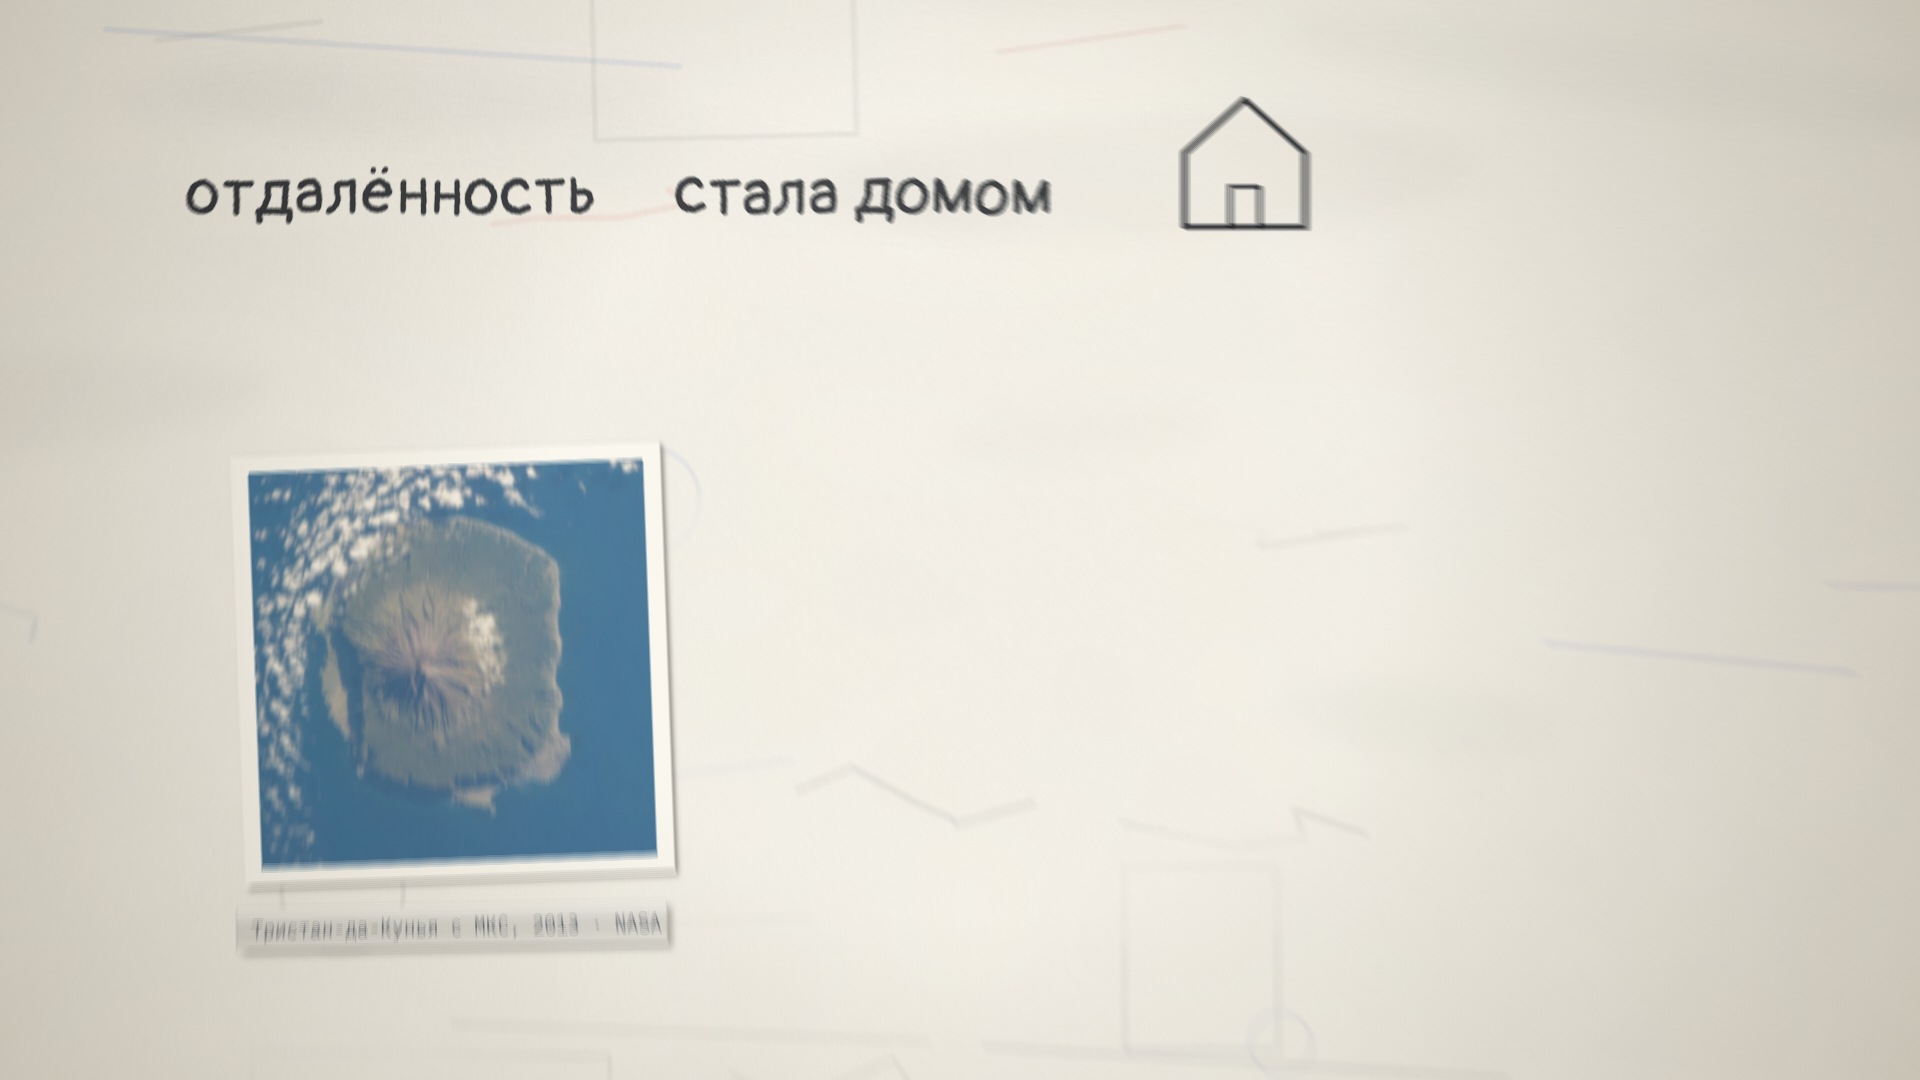 отдалённость стала домом
Тристан-да-Кунья с МКС, 2013 · NASA